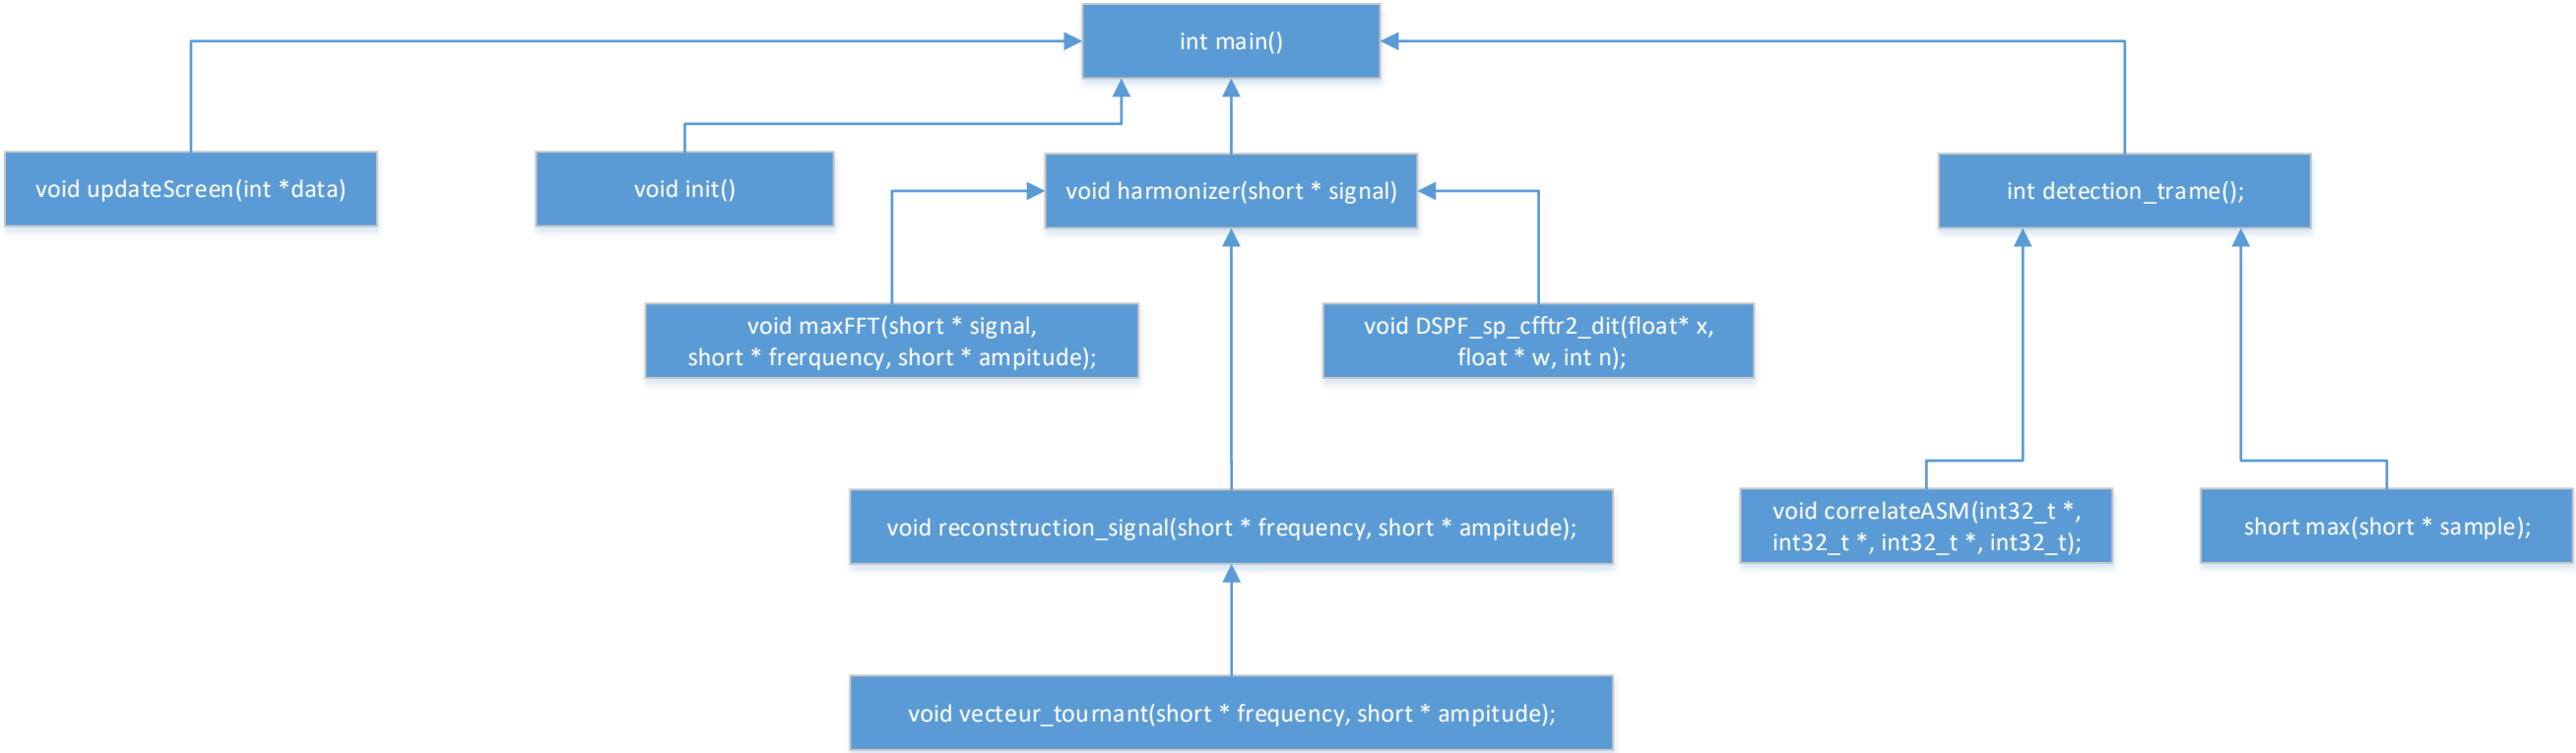 int main()
void updateScreen(int *data)
void init()
void harmonizer(short * signal)
int detection_trame();
void maxFFT(short * signal,
short * frerquency, short * ampitude);
void DSPF_sp_cfftr2_dit(float* x,
float * w, int n);
void reconstruction_signal(short * frequency, short * ampitude);
void correlateASM(int32_t *,
int32_t *, int32_t *, int32_t);
short max(short * sample);
void vecteur_tournant(short * frequency, short * ampitude);